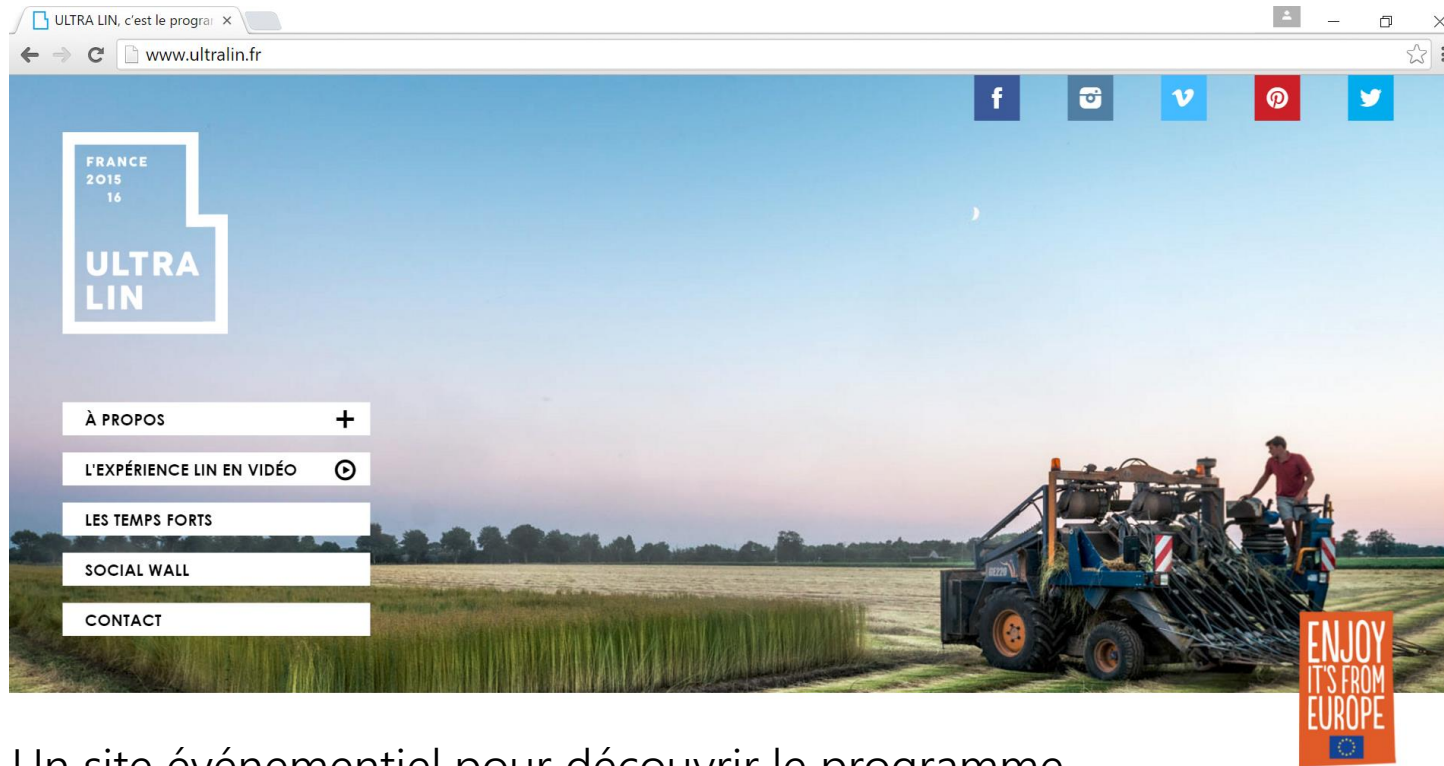 ULTRA LIN, c'est le progra
www.ultralin.fr
FRANCE
2015
16
ULTRA
LIN
À PROPOS
L'EXPÉRIENCE LIN EN VIDÉO
LES TEMPS FORTS
SOCIAL WALL
CONTACT
ENJOY
IT'S FROM
EUROPE
Un site événementiel pour découvrir le programme